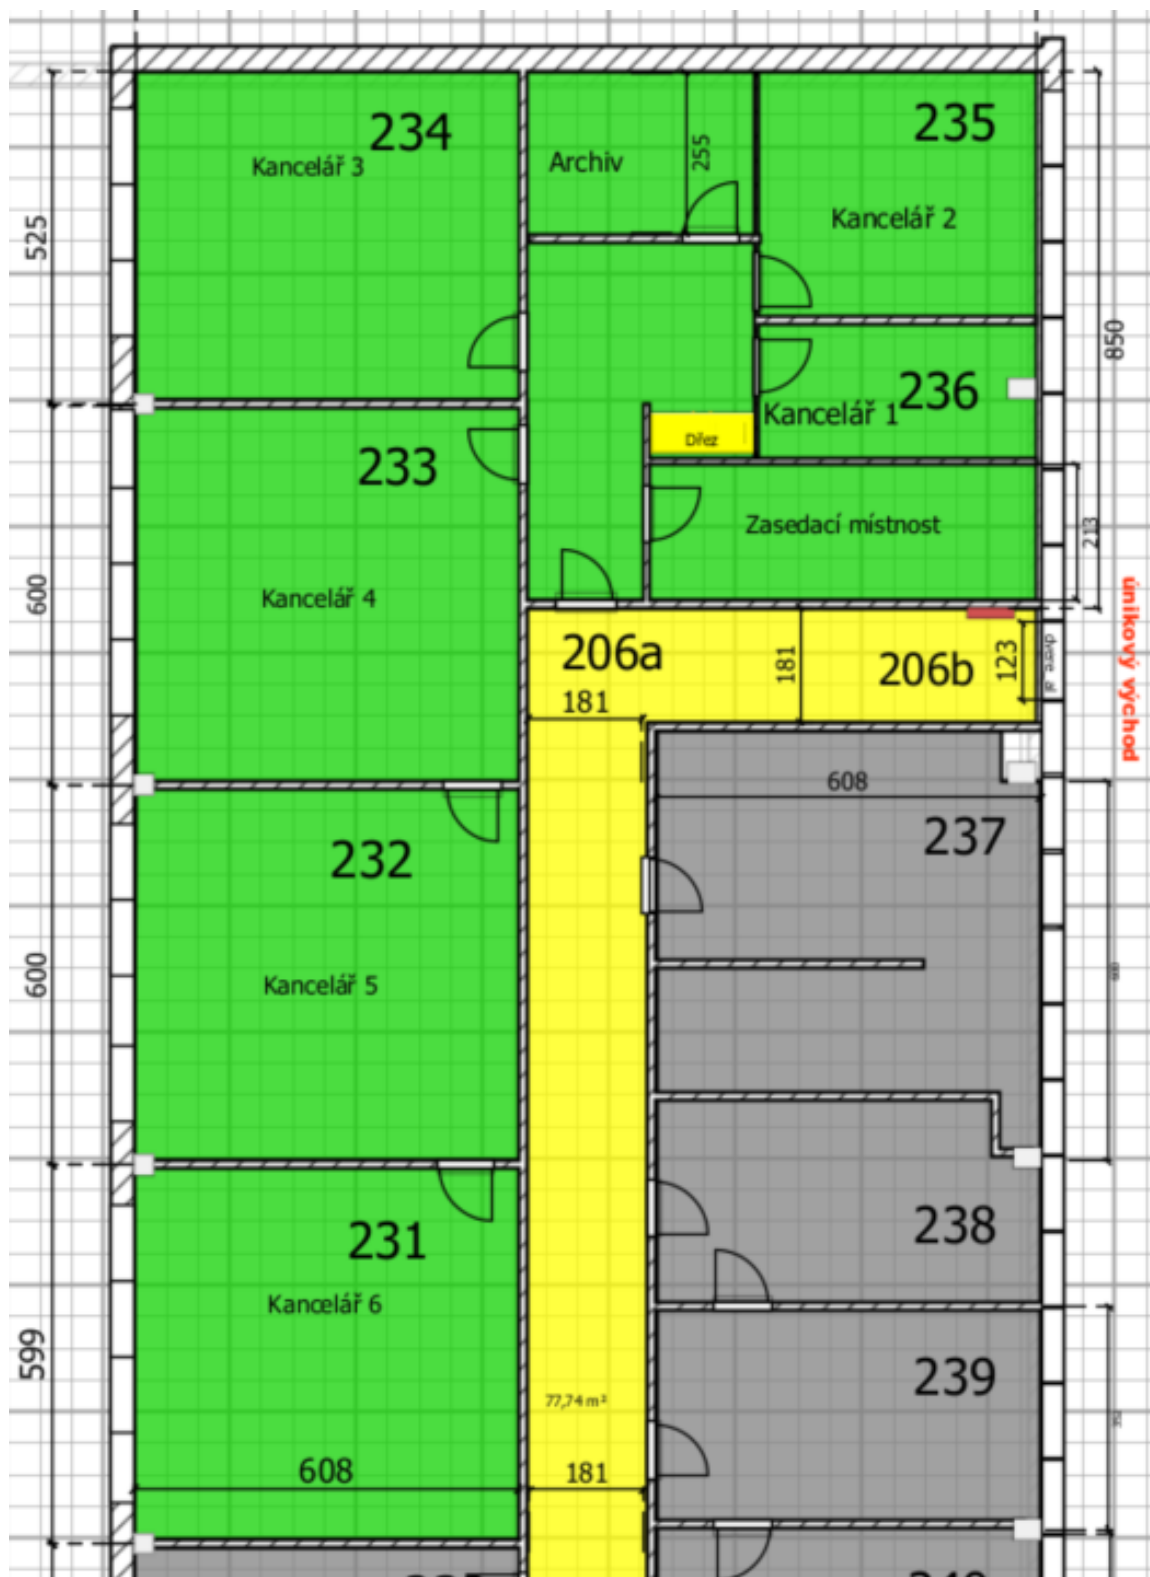 234
Kancelář 3
525
Archiv
255
235
Kancelář 2
850
236
Kancelář 1
Dřez
233
Kancelář 4
600
Zasedací místnost
213
únikový východ
206a
181
181
206b
123
608
237
232
Kancelář 5
600
600
238
231
Kancelář 6
599
239
77,74 m²
608
181